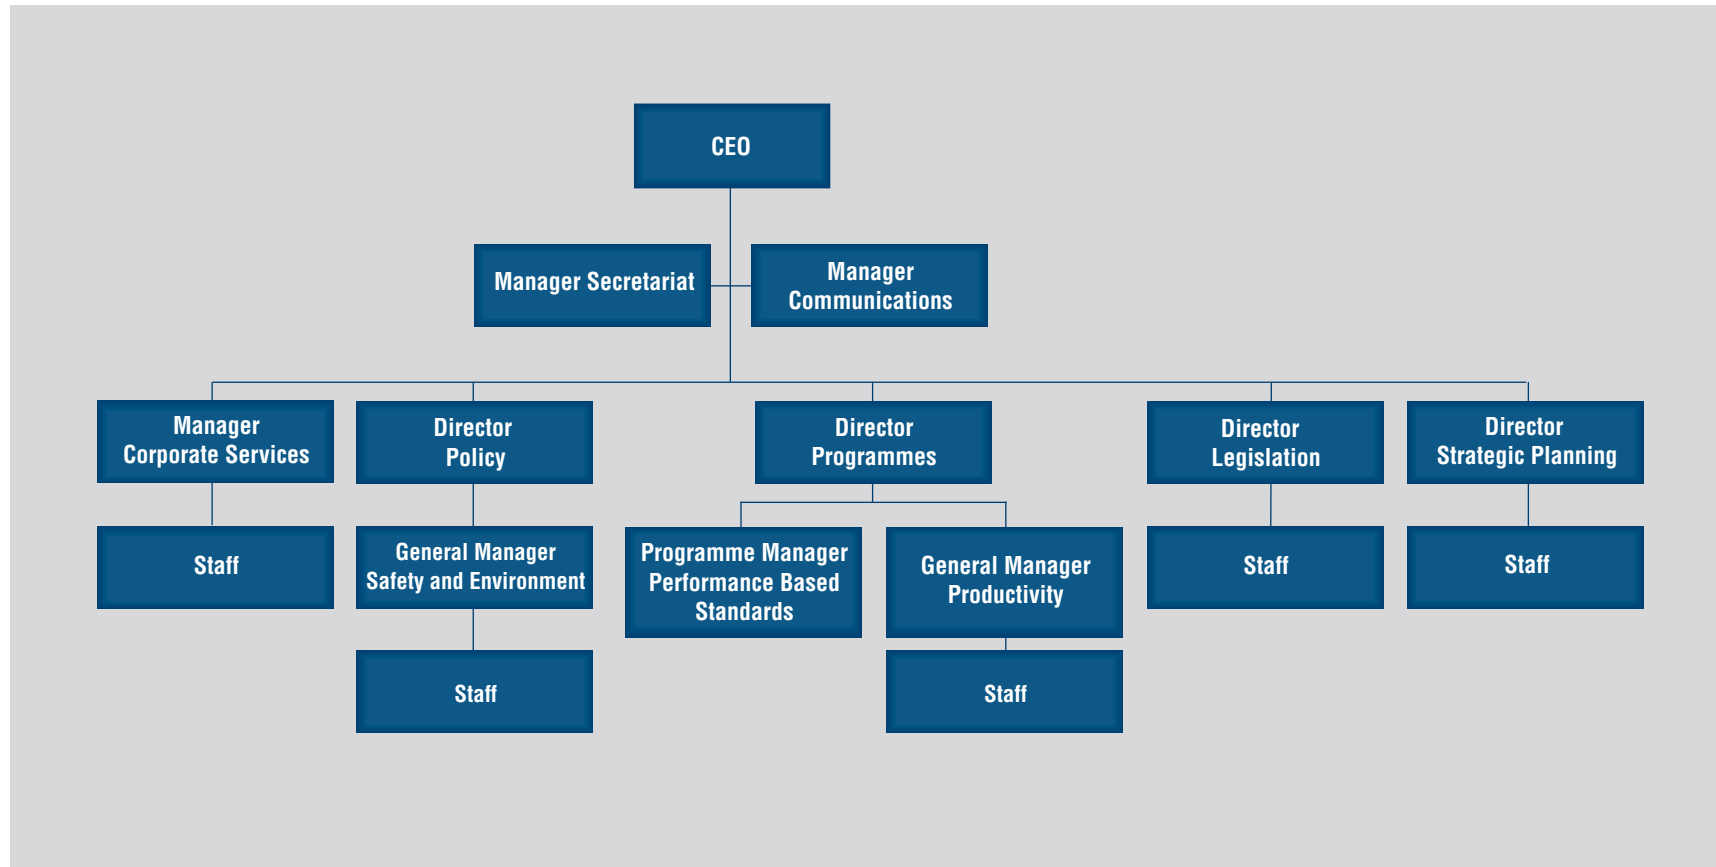 CEO
Manager Secretariat
Manager
Communications
Manager
Corporate Services
Director
Policy
Director
Programmes
Director
Legislation
Director
Strategic Planning
Staff
General Manager
Safety and Environment
Programme Manager
Performance Based
Standards
General Manager
Productivity
Staff
Staff
Staff
Staff